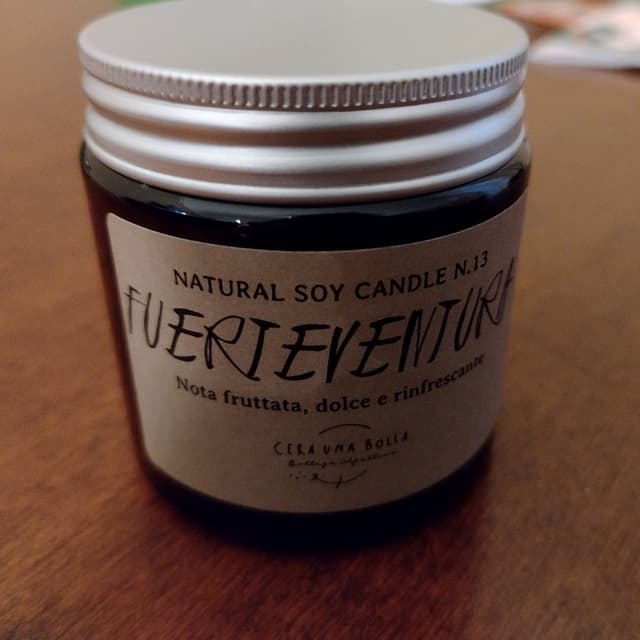 NATURAL SOY CANDLE N.13
FUERTEVENTURA
Nota fruttata, dolce e rinfrescante
CERA UNA BOLLA